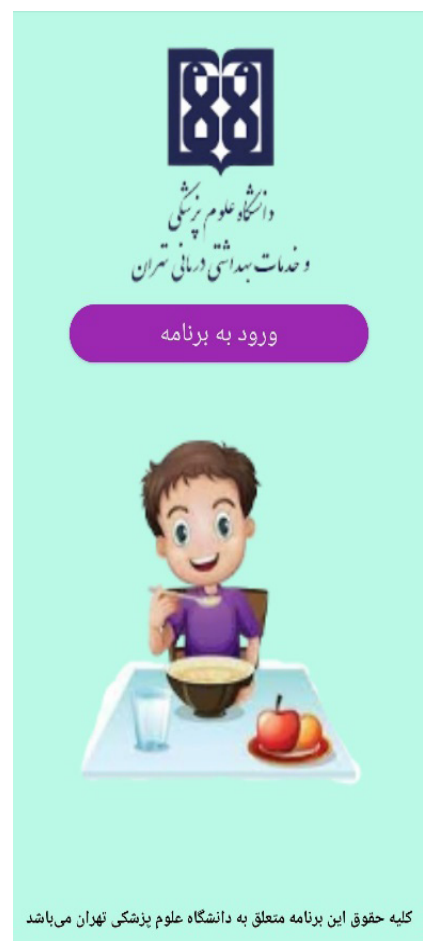 دانشگاه علوم پزشکی
و خدمات بهداشتی درمانی تهران
ورود به برنامه
کلیه حقوق این برنامه متعلق به دانشگاه علوم پزشکی تهران می‌باشد